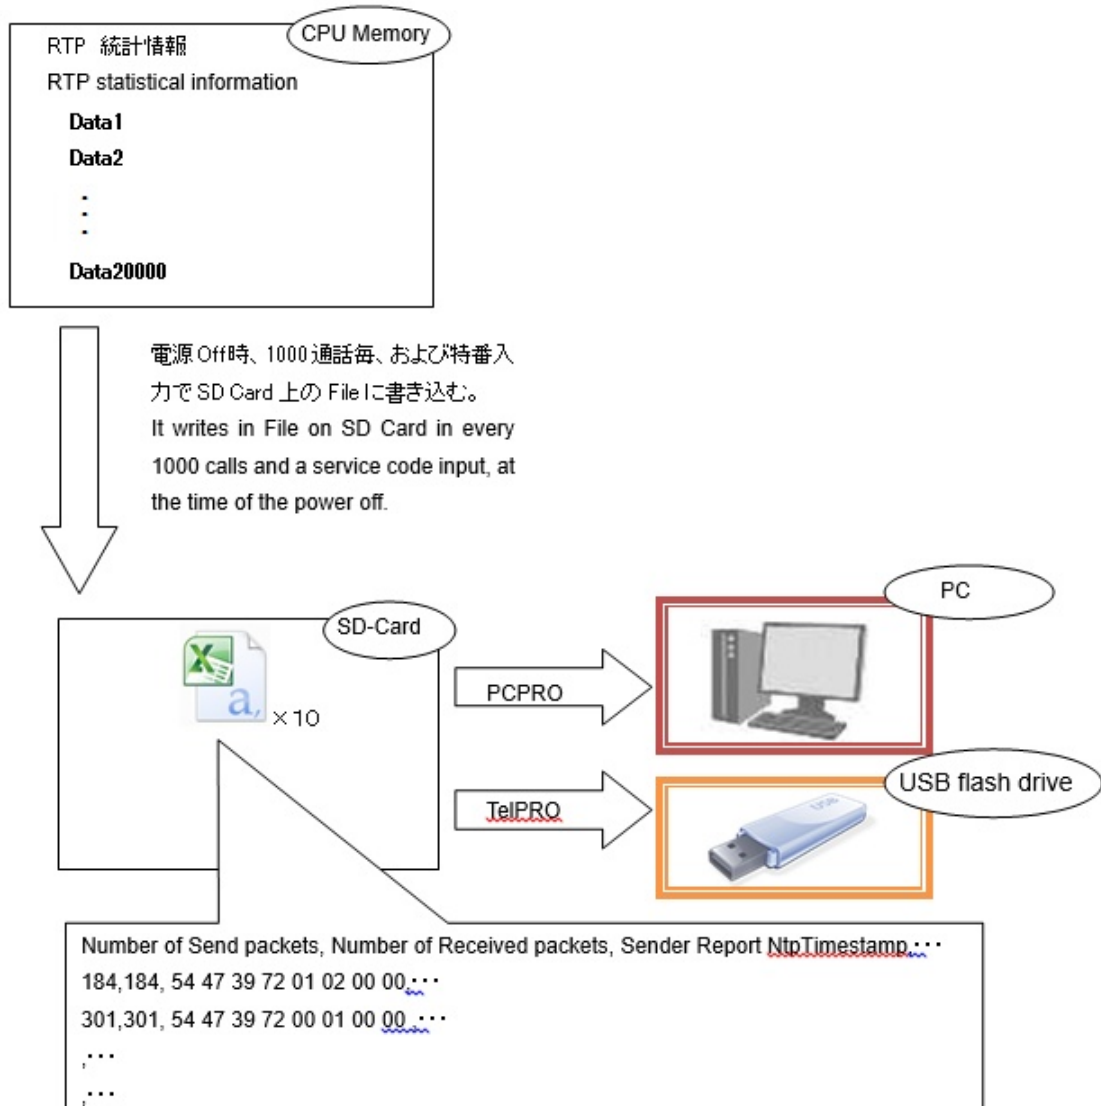 CPU Memory
RTP 統計情報
RTP statistical information
Data1
Data2
.
.
.
Data20000
電源Off時、1000通話毎、および特番入
力でSD Card上のFileに書き込む。
It writes in File on SD Card in every
1000 calls and a service code input, at
the time of the power off.
SD-Card
a,
×10
PCPRO
PC
TelPRO
USB flash drive
USB
Number of Send packets, Number of Received packets, Sender Report NtpTimestamp,･･･
184,184, 54 47 39 72 01 02 00 00,･･･
301,301, 54 47 39 72 00 01 00 00 ,･･･
,･･･
,･･･